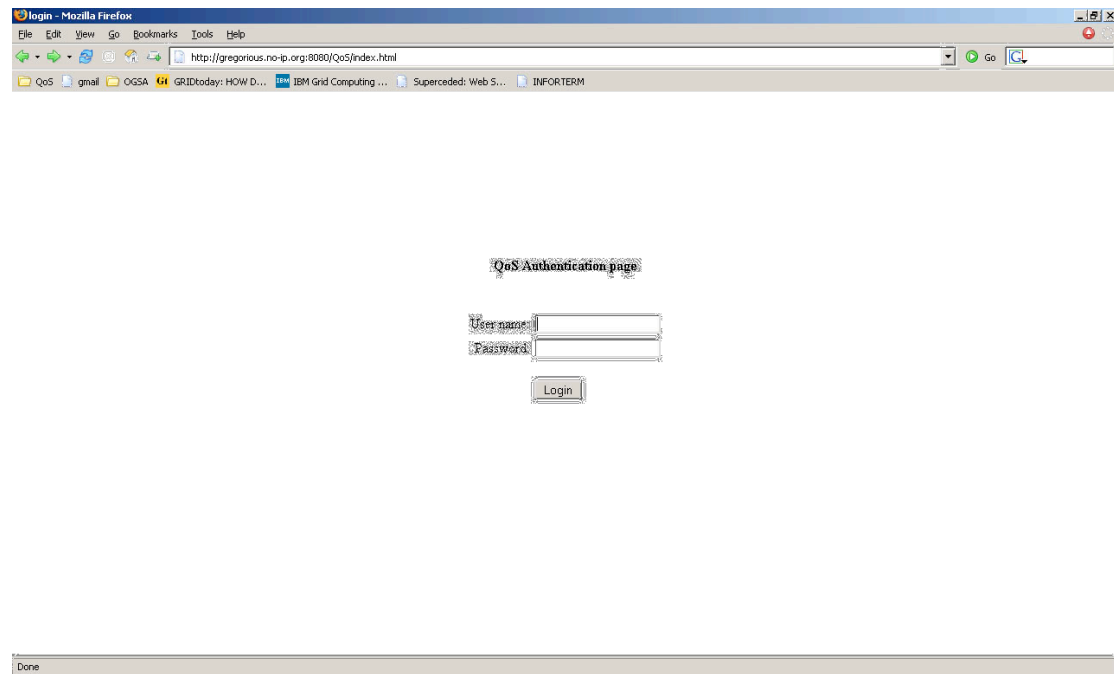 login - Mozilla Firefox
File Edit View Go Bookmarks Tools Help
http://gregorious.no-ip.org:8080/QoS/index.html Go
QoS gmail OGSA GRIDtoday: HOW D... IBM Grid Computing ... Superceded: Web S... INFORTERM
QoS Authentication page
User name:
Password:
Login
Done